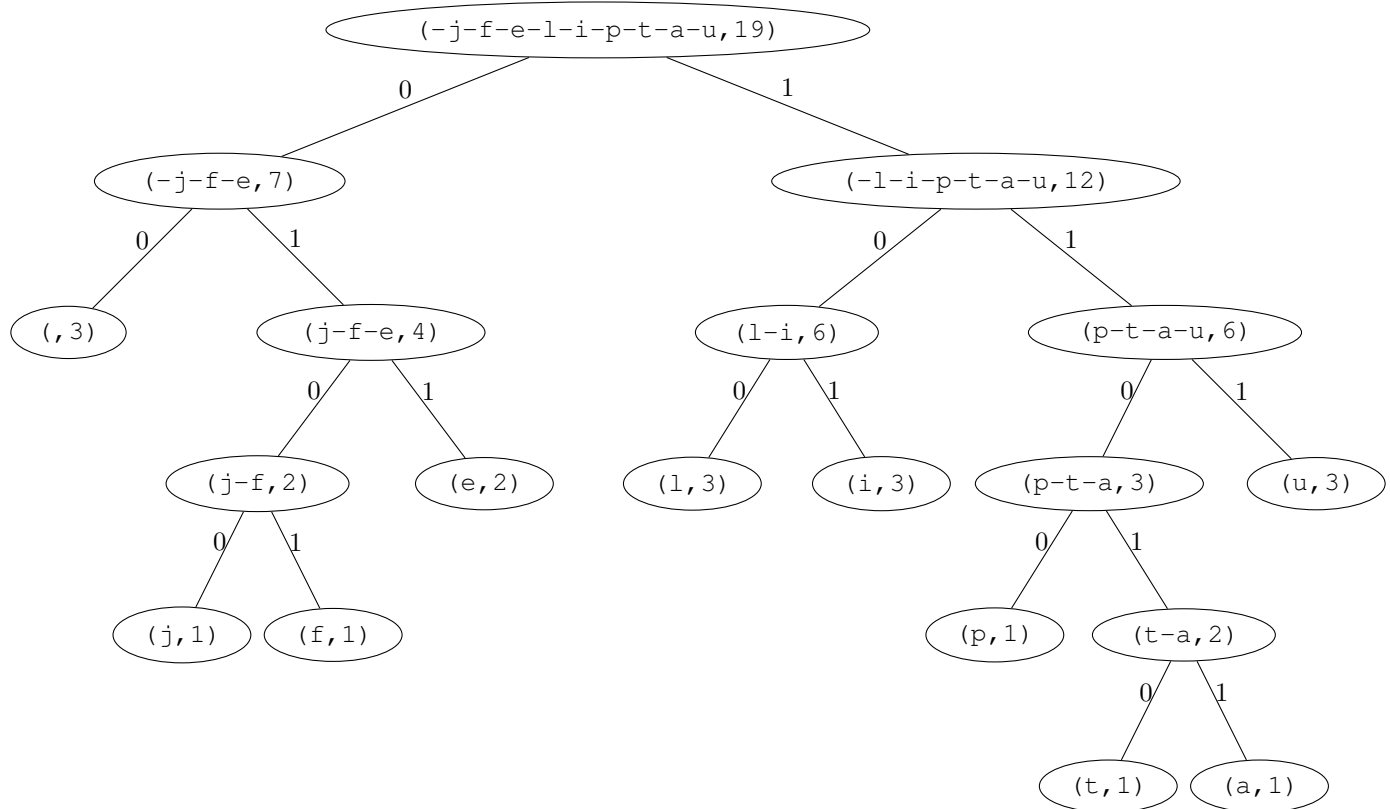 (-j-f-e-l-i-p-t-a-u,19)
0 1
(-j-f-e,7) (-l-i-p-t-a-u,12)
0 1 0 1
(,3) (j-f-e,4) (l-i,6) (p-t-a-u,6)
0 1 0 1 0 1
(j-f,2) (e,2) (l,3) (i,3) (p-t-a,3) (u,3)
0 1 0 1
(j,1) (f,1) (p,1) (t-a,2)
0 1
(t,1) (a,1)